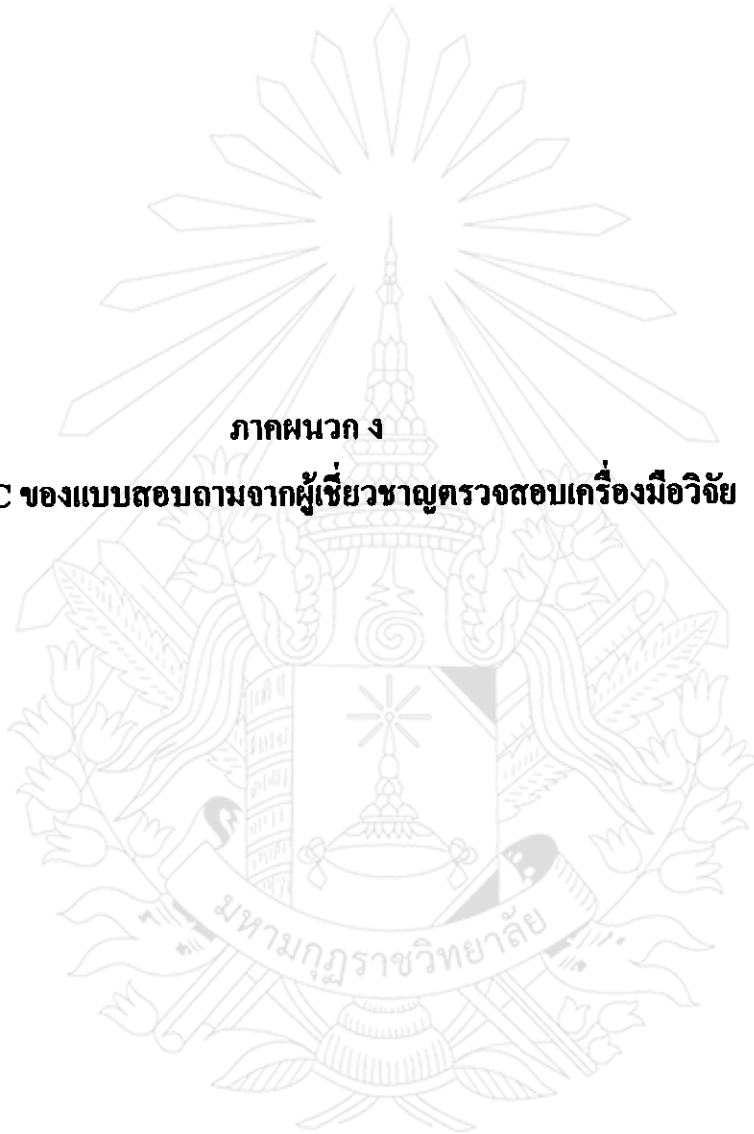 ภาคผนวก ง
C ของแบบสอบถามจากผู้เชี่ยวชาญตรวจสอบเครื่องมือวิจัย
มหามกุฏราชวิทยาลัย